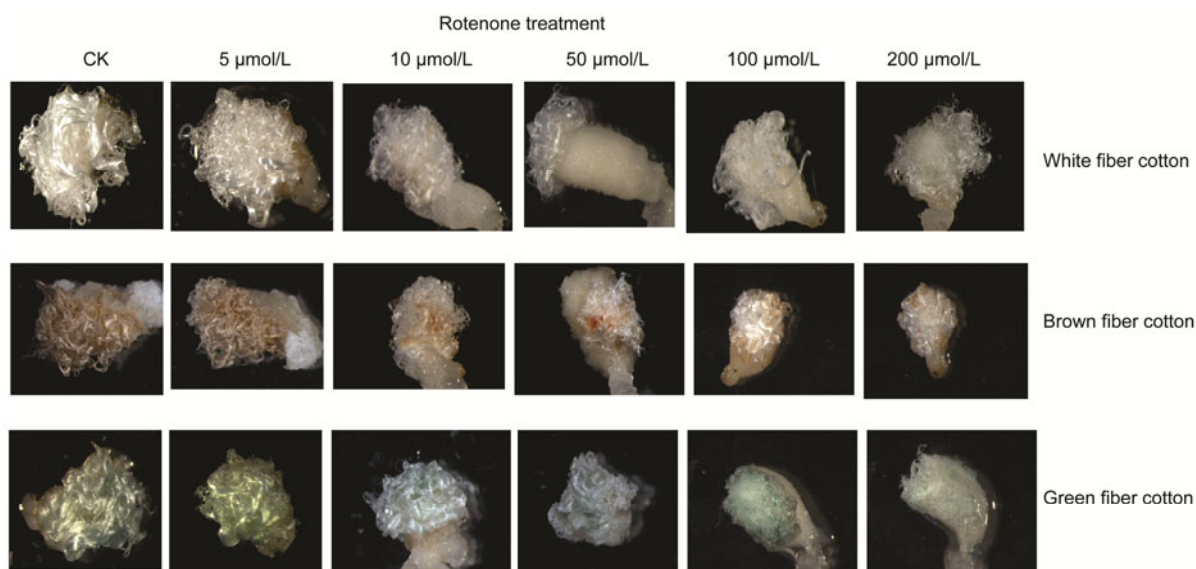 Rotenone treatment
CK 5 µmol/L 10 µmol/L 50 µmol/L 100 µmol/L 200 µmol/L
White fiber cotton
Brown fiber cotton
Green fiber cotton